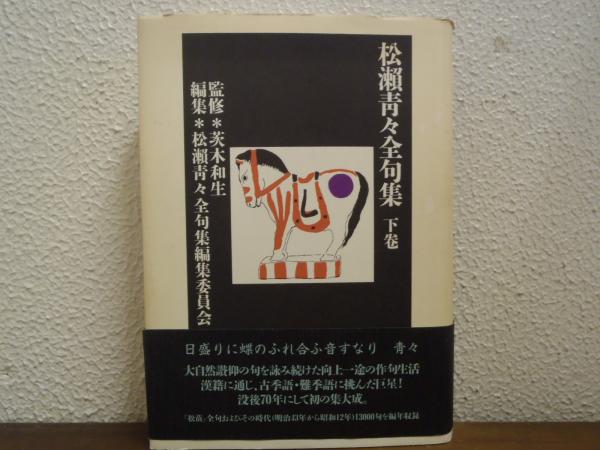 松瀬青々全句集 下巻
監修＊茨木和生
編集＊松瀬青々全句集編集委員会
日盛りに蝶のふれ合ふ音すなり 青々
大自然讃仰の句を詠み続けた向上一途の作句生活
漢籍に通じ、古季語・難季語に挑んだ巨星！
没後70年にして初の集大成。
「松苗」全句およびその時代(明治43年から昭和12年)13000句を編年収録